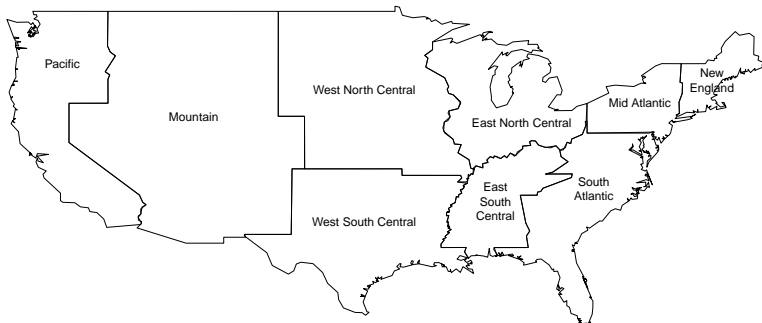 Pacific
Mountain
West North Central
East North Central
Mid Atlantic
New
England
West South Central
East
South
Central
South
Atlantic